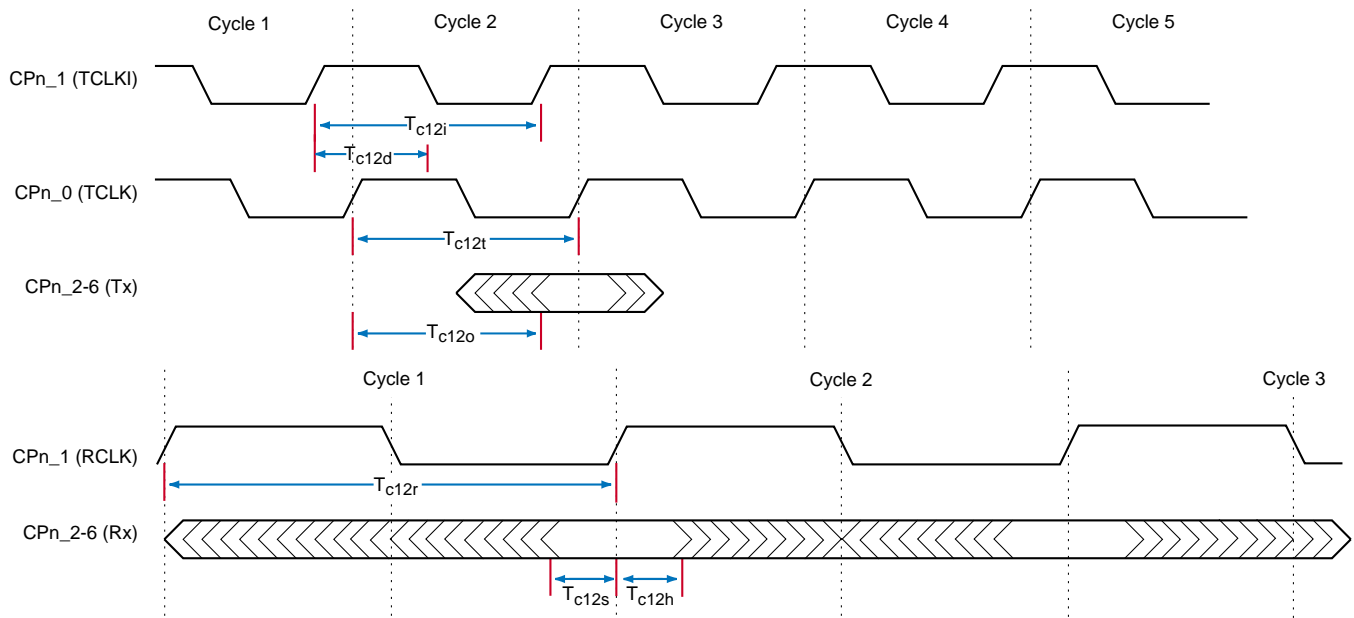 Cycle 1 Cycle 2 Cycle 3 Cycle 4 Cycle 5
CPn_1 (TCLKI)
Tc12i
Tc12d
CPn_0 (TCLK)
Tc12t
CPn_2-6 (Tx)
Tc12o
Cycle 1 Cycle 2 Cycle 3
CPn_1 (RCLK)
Tc12r
CPn_2-6 (Rx)
Tc12s Tc12h